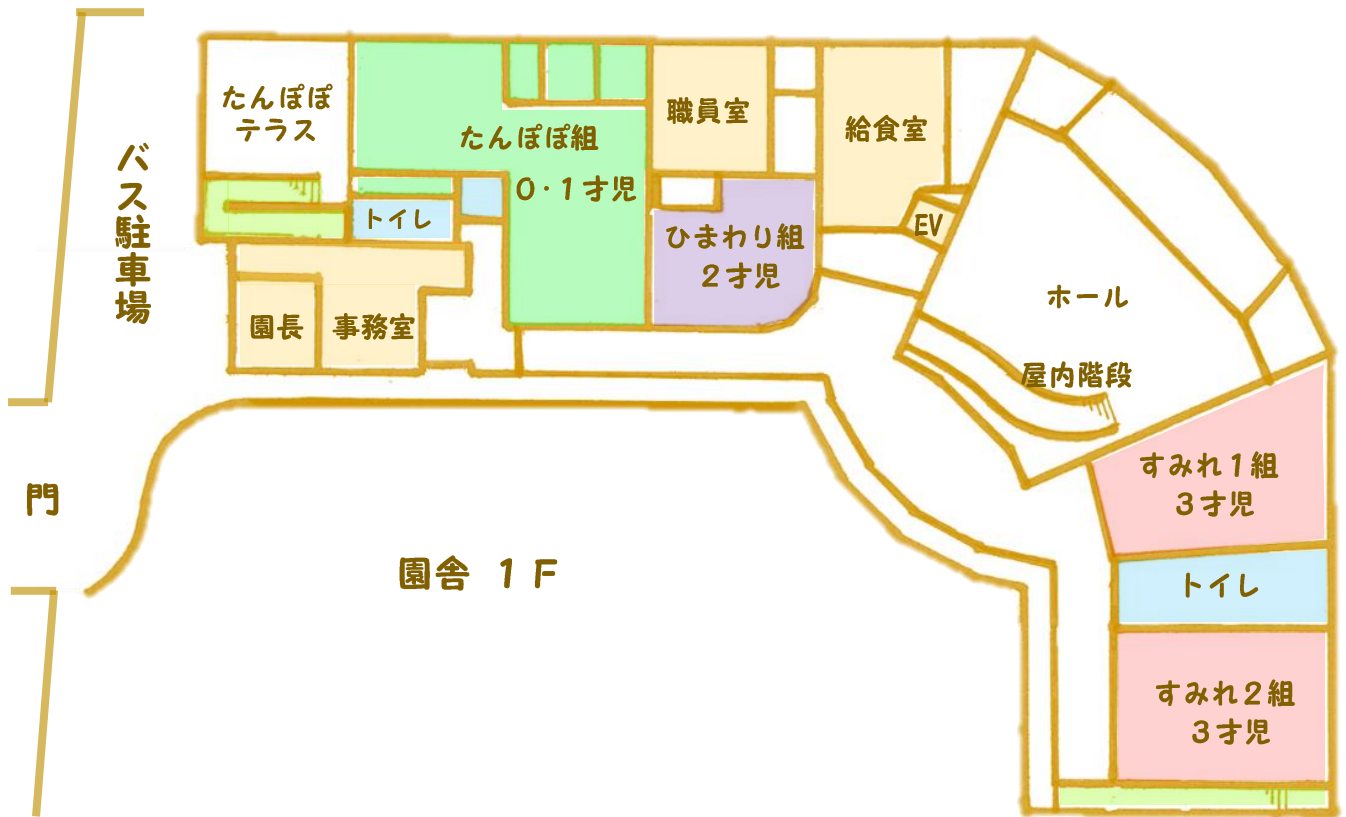 たんぽぽ
テラス
たんぽぽ組
0・1才児
職員室
給食室
バス駐車場
トイレ
ひまわり組
2才児
EV
園長
事務室
ホール
屋内階段
すみれ1組
3才児
門
園舎 1F
トイレ
すみれ2組
3才児